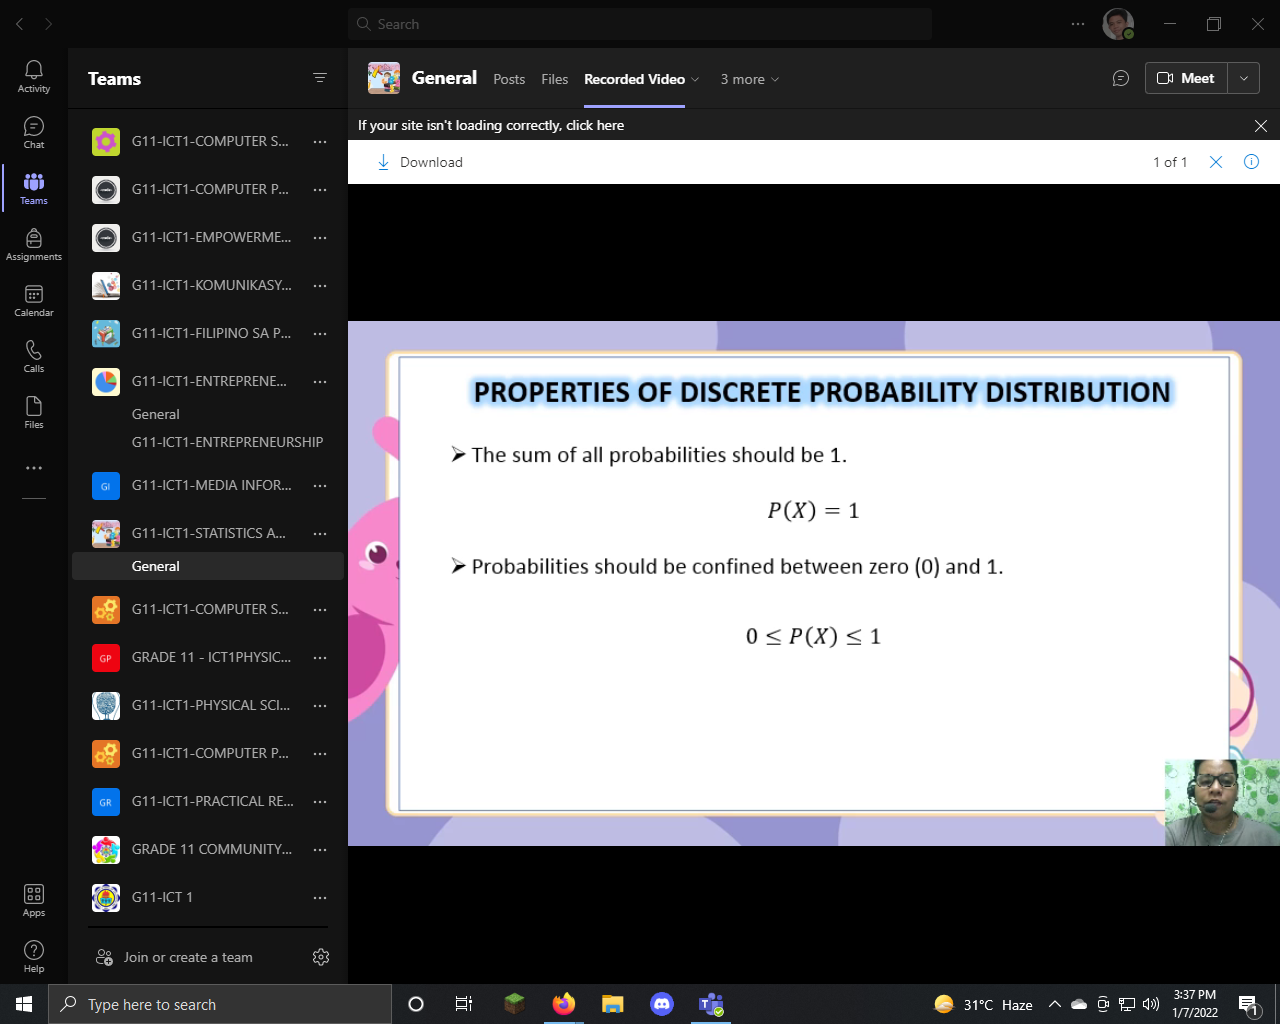 Search
Activity
Chat
Teams
Assignments
Calendar
Calls
Files
Apps
Help
Teams
G11-ICT1-COMPUTER S...
G11-ICT1-COMPUTER P...
G11-ICT1-EMPOWERME...
G11-ICT1-KOMUNIKASY...
G11-ICT1-FILIPINO SA P...
G11-ICT1-ENTREPRENE...
General
G11-ICT1-ENTREPRENEURSHIP
GI G11-ICT1-MEDIA INFOR...
G11-ICT1-STATISTICS A...
General
G11-ICT1-COMPUTER S...
GP GRADE 11 - ICT1PHYSIC...
G11-ICT1-PHYSICAL SCI...
G11-ICT1-COMPUTER P...
GR G11-ICT1-PRACTICAL RE...
GRADE 11 COMMUNITY...
G11-ICT 1
Join or create a team
General Posts Files Recorded Video 3 more
Meet
If your site isn't loading correctly, click here
Download 1 of 1
PROPERTIES OF DISCRETE PROBABILITY DISTRIBUTION
➢ The sum of all probabilities should be 1.
P(X) = 1
➢ Probabilities should be confined between zero (0) and 1.
0 ≤ P(X) ≤ 1
Type here to search
31°C Haze
3:37 PM
1/7/2022
1